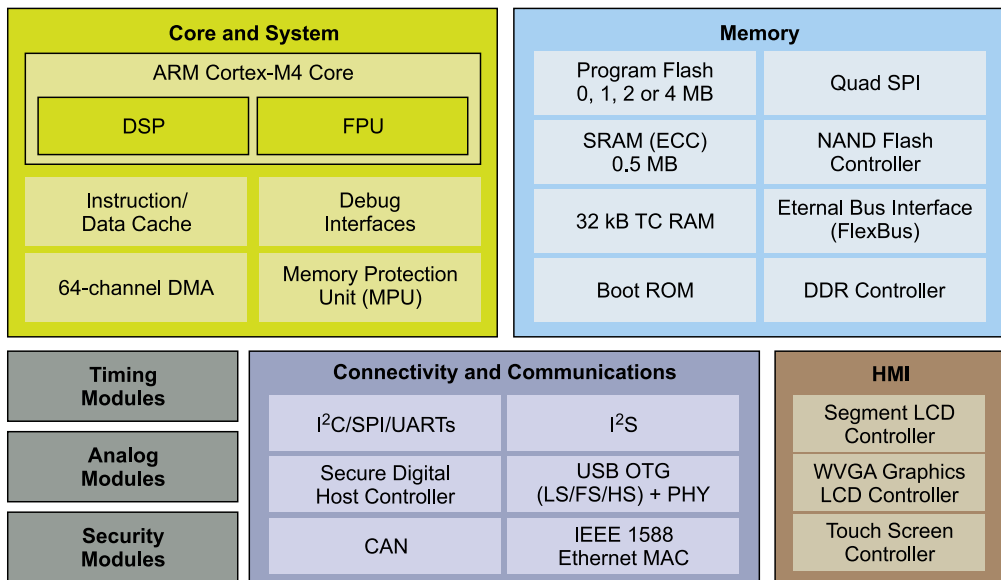 Core and System
ARM Cortex-M4 Core
DSP
FPU
Instruction/
Data Cache
Debug
Interfaces
64-channel DMA
Memory Protection
Unit (MPU)
Memory
Program Flash
0, 1, 2 or 4 MB
Quad SPI
SRAM (ECC)
0.5 MB
NAND Flash
Controller
32 kB TC RAM
Eternal Bus Interface
(FlexBus)
Boot ROM
DDR Controller
Timing
Modules
Analog
Modules
Security
Modules
Connectivity and Communications
I²C/SPI/UARTs
I²S
Secure Digital
Host Controller
USB OTG
(LS/FS/HS) + PHY
CAN
IEEE 1588
Ethernet MAC
HMI
Segment LCD
Controller
WVGA Graphics
LCD Controller
Touch Screen
Controller